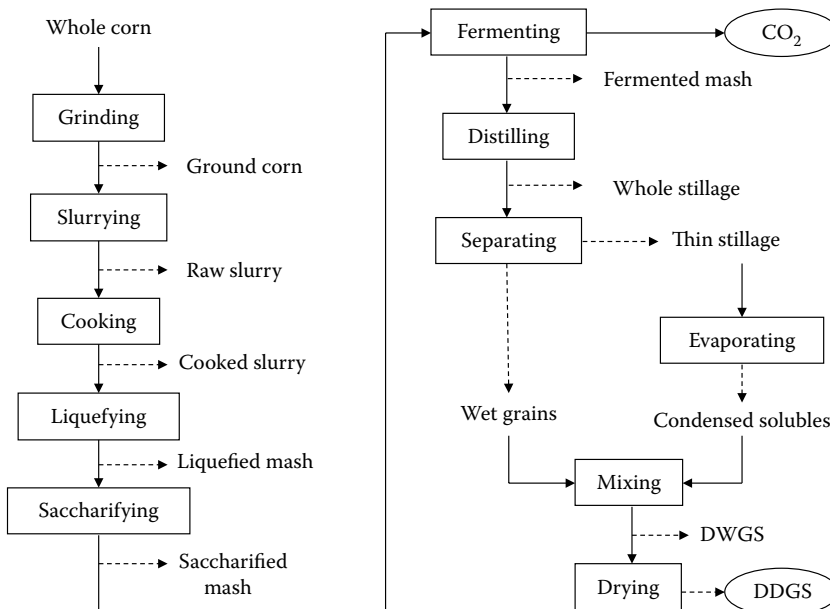 Whole corn
Grinding
Ground corn
Slurrying
Raw slurry
Cooking
Cooked slurry
Liquefying
Liquefied mash
Saccharifying
Saccharified
mash
Fermenting
CO₂
Fermented mash
Distilling
Whole stillage
Separating
Thin stillage
Evaporating
Wet grains
Condensed solubles
Mixing
DWGS
Drying
DDGS